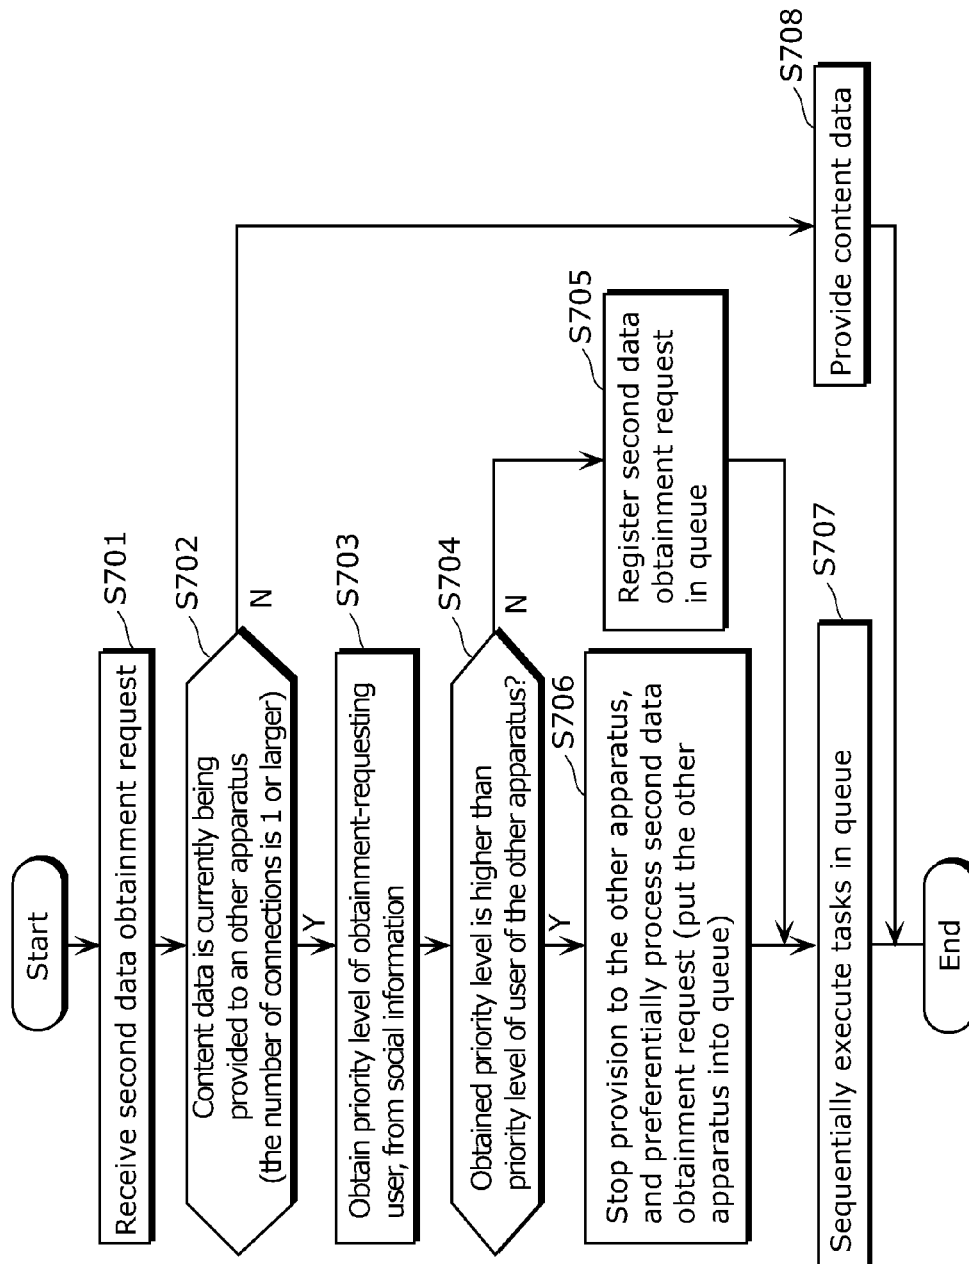 Start
S701
Receive second data obtainment request
S702
Content data is currently being
provided to an other apparatus
(the number of connections is 1 or larger)
N
Y
S703
Obtain priority level of obtainment-requesting
user, from social information
S704
Obtained priority level is higher than
priority level of user of the other apparatus?
N
Y
S705
Register second data
obtainment request
in queue
S706
Stop provision to the other apparatus,
and preferentially process second data
obtainment request (put the other
apparatus into queue)
S707
Sequentially execute tasks in queue
S708
Provide content data
End